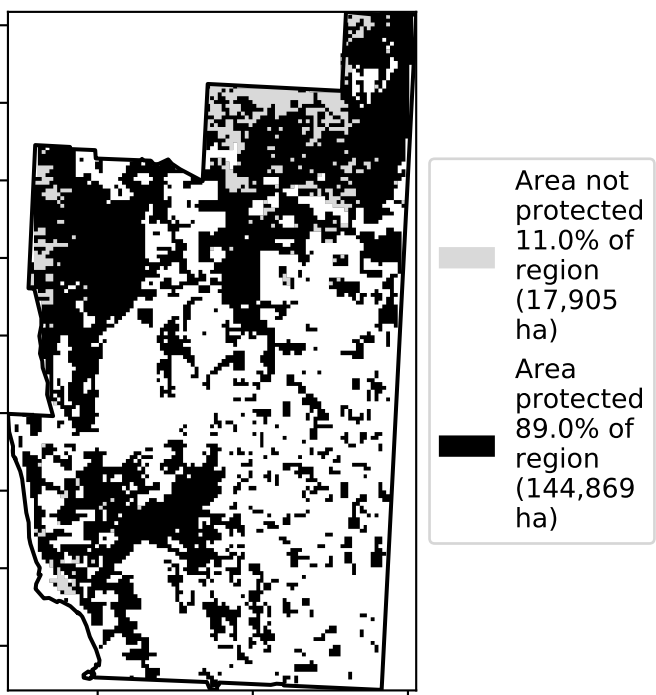 Area not
protected
11.0% of
region
(17,905
ha)
Area
protected
89.0% of
region
(144,869
ha)